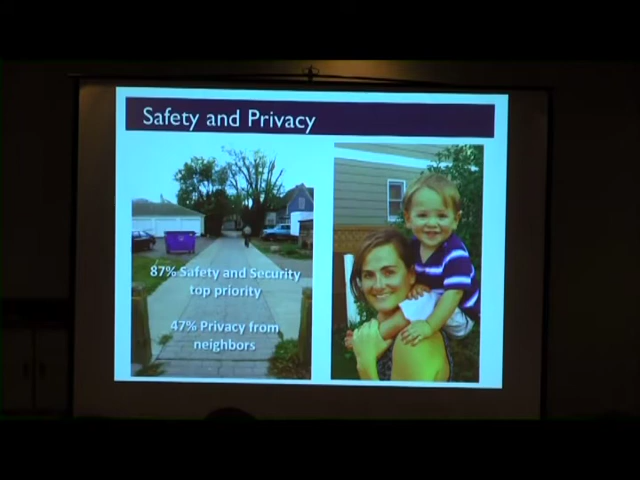 Safety and Privacy
87% Safety and Security
top priority
47% Privacy from
neighbors